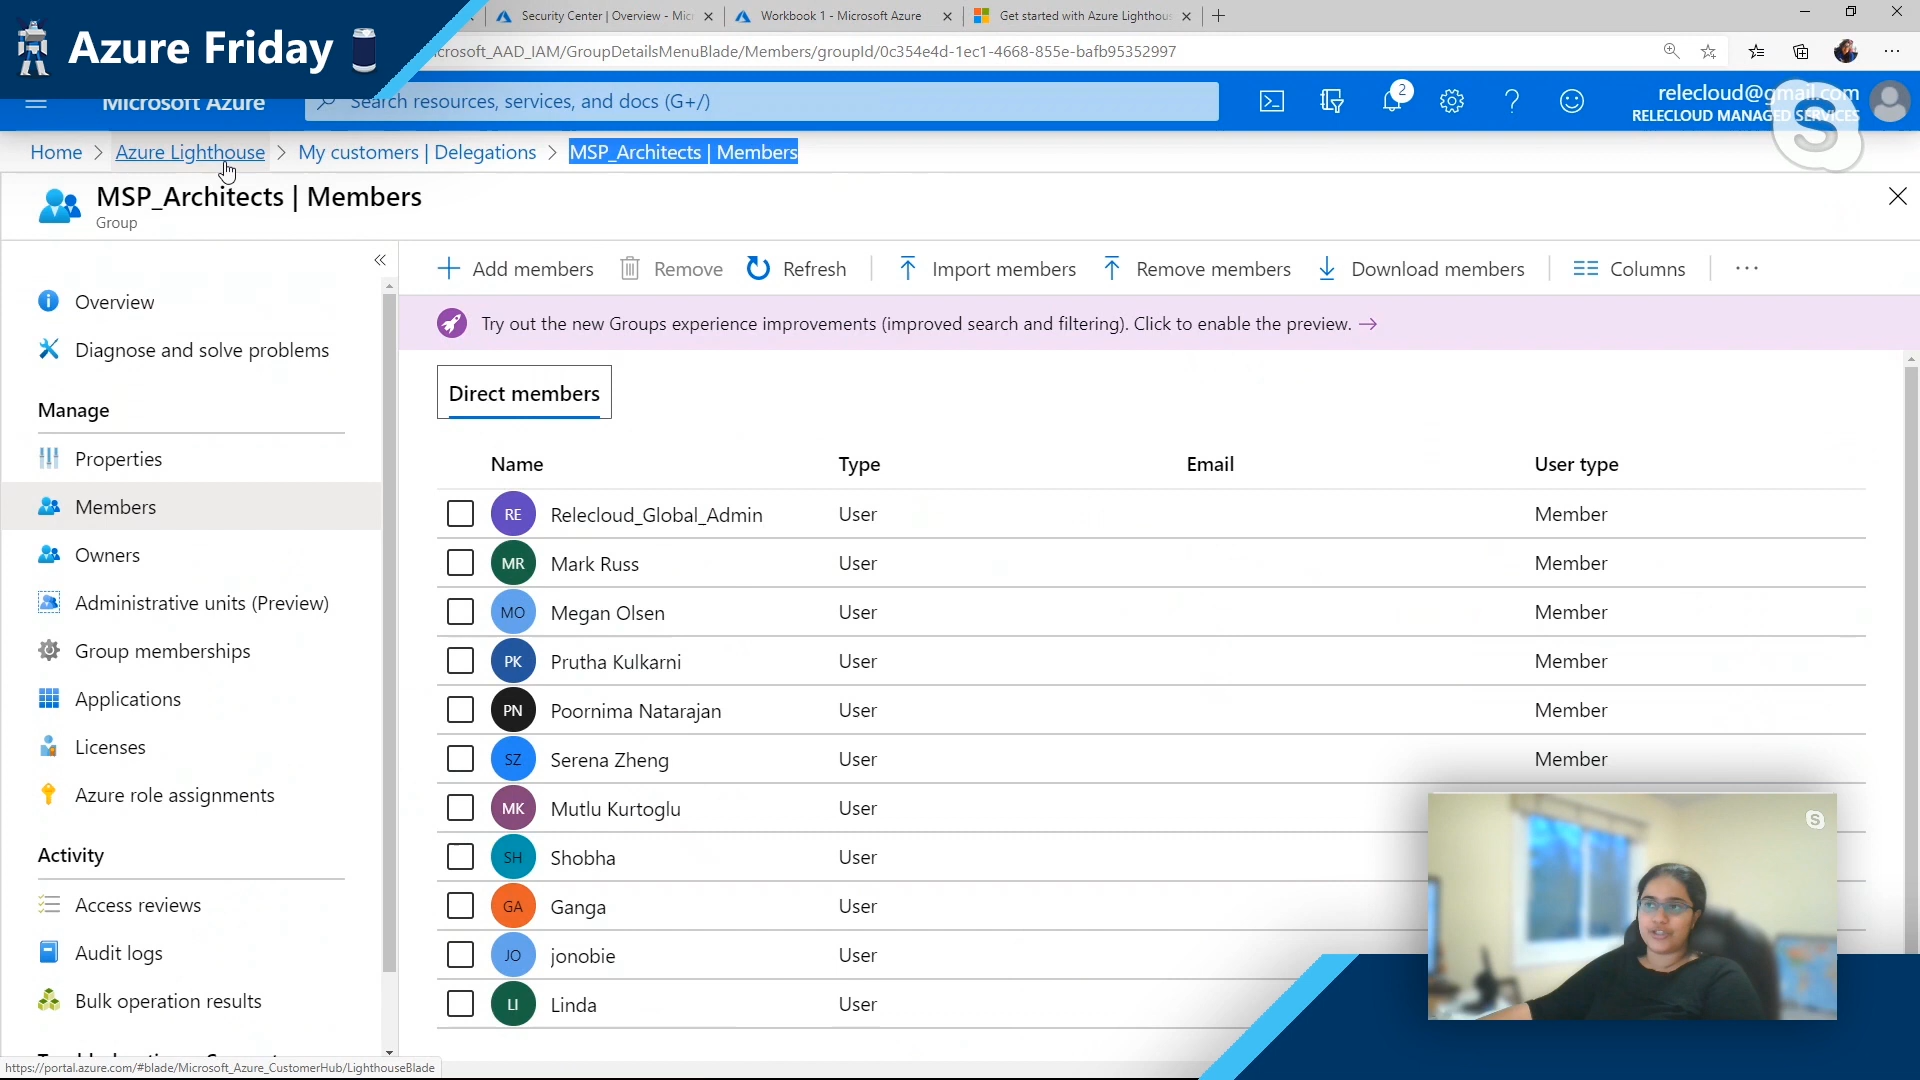 Azure Friday
Security Center | Overview - Mic
Workbook 1 - Microsoft Azure
Get started with Azure Lighthou
crosoft_AAD_IAM/GroupDetailsMenuBlade/Members/groupId/0c354e4d-1ec1-4668-855e-bafb95352997
Microsoft Azure
Search resources, services, and docs (G+/)
2
relecloud@gmail.com
RELECLOUD MANAGED SERVICES
S
Home > Azure Lighthouse > My customers | Delegations > MSP_Architects | Members
MSP_Architects | Members
Group
Overview
Diagnose and solve problems
Manage
Properties
Members
Owners
Administrative units (Preview)
Group memberships
Applications
Licenses
Azure role assignments
Activity
Access reviews
Audit logs
Bulk operation results
Add members
Remove
Refresh
Import members
Remove members
Download members
Columns
Try out the new Groups experience improvements (improved search and filtering). Click to enable the preview. →
Direct members
Name Type Email User type
RE Relecloud_Global_Admin User Member
MR Mark Russ User Member
MO Megan Olsen User Member
PK Prutha Kulkarni User Member
PN Poornima Natarajan User Member
SZ Serena Zheng User Member
MK Mutlu Kurtoglu User
SH Shobha User
GA Ganga User
JO jonobie User
LI Linda User
S
https://portal.azure.com/#blade/Microsoft_Azure_CustomerHub/LighthouseBlade